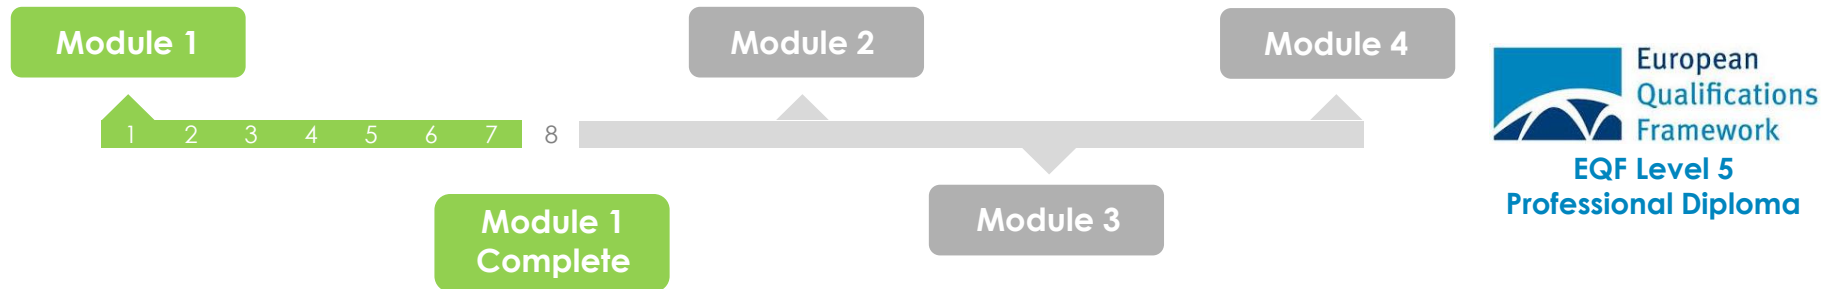 Module 1
Module 2
Module 4
1 2 3 4 5 6 7 8
Module 1
Complete
Module 3
European
Qualifications
Framework
EQF Level 5
Professional Diploma